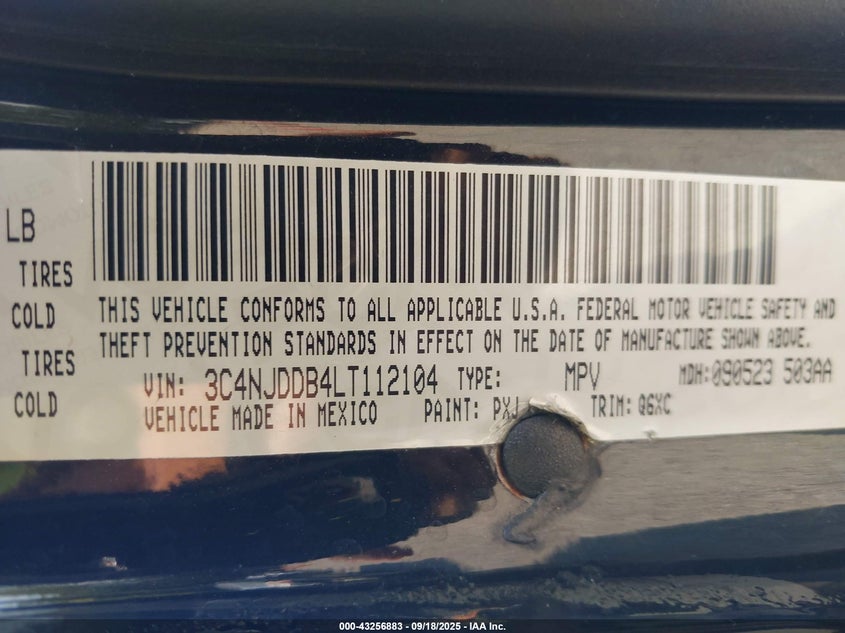 LB
TIRES
COLD
TIRES
COLD
THIS VEHICLE CONFORMS TO ALL APPLICABLE U.S.A. FEDERAL MOTOR VEHICLE SAFETY AND
THEFT PREVENTION STANDARDS IN EFFECT ON THE DATE OF MANUFACTURE SHOWN ABOVE.
VIN: 3C4NJDDB4LT112104 TYPE: MPV MDH:090523 503AA
VEHICLE MADE IN MEXICO PAINT: PXJ TRIM: Q6XC
000-43256883 - 09/18/2025 - IAA Inc.